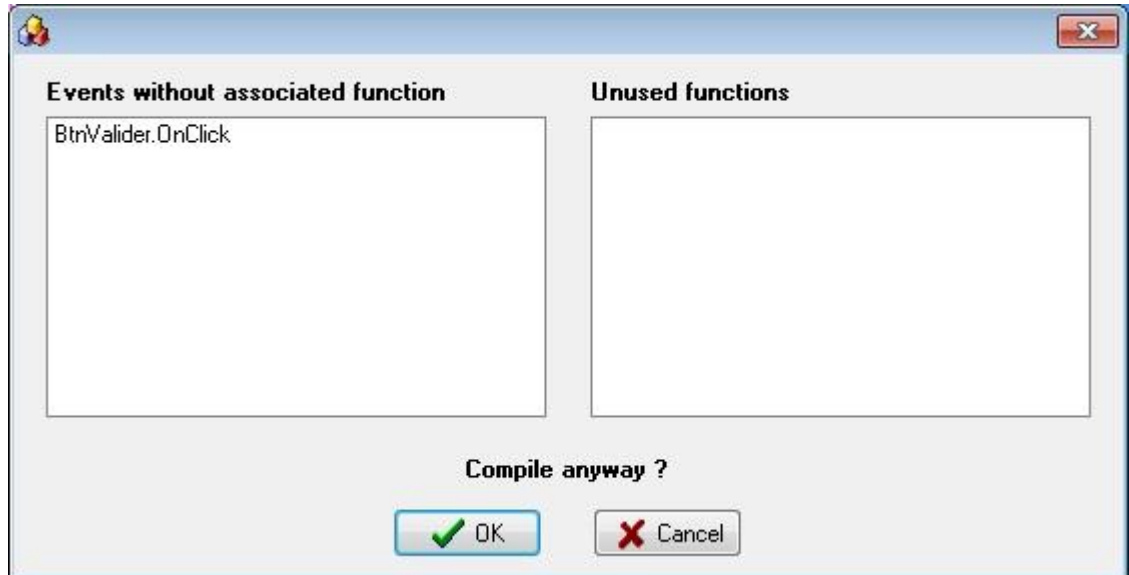 Events without associated function
Unused functions
BtnValider.OnClick
Compile anyway ?
OK
Cancel